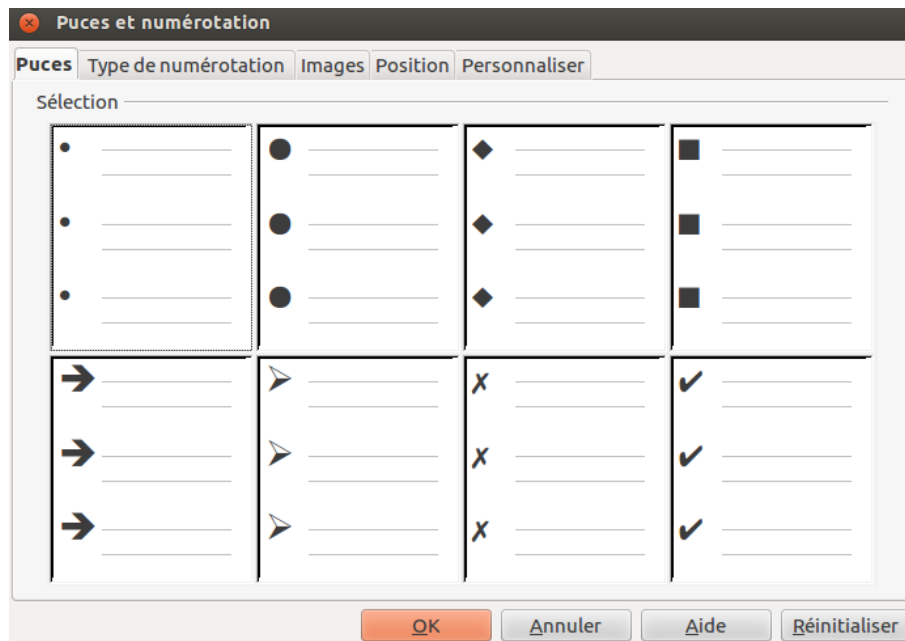 Puces et numérotation
Puces Type de numérotation Images Position Personnaliser
Sélection
OK Annuler Aide Réinitialiser